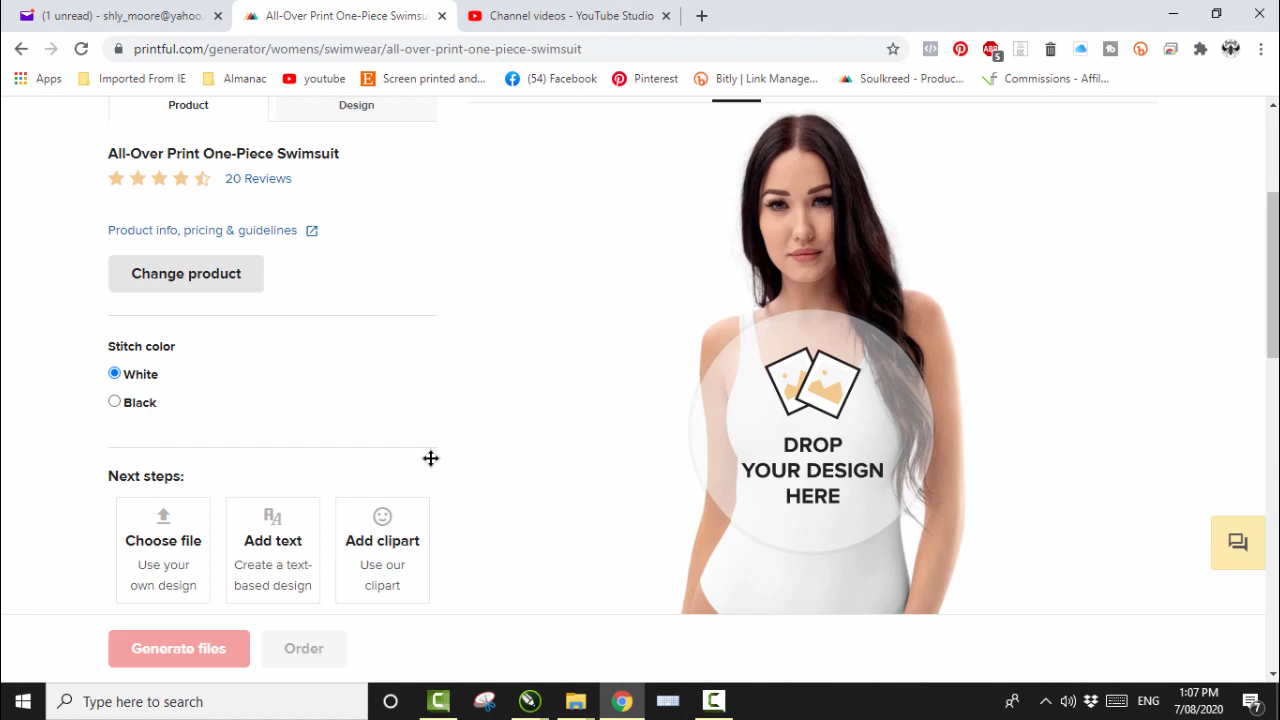 (1 unread) - shly_moore@yahoo.
All-Over Print One-Piece Swimsu
Channel videos - YouTube Studio
printful.com/generator/womens/swimwear/all-over-print-one-piece-swimsuit
ABP
5
Apps
Imported From IE
Almanac
youtube
Screen printed and...
(54) Facebook
Pinterest
Bitly | Link Manage...
Soulkreed - Produc...
Commissions - Affil...
Product
Design
All-Over Print One-Piece Swimsuit
20 Reviews
Product info, pricing & guidelines
Change product
Stitch color
White
Black
Next steps:
Choose file
Use your
own design
Add text
Create a text-
based design
Add clipart
Use our
clipart
DROP
YOUR DESIGN
HERE
Generate files
Order
Type here to search
ENG
1:07 PM
7/08/2020
7